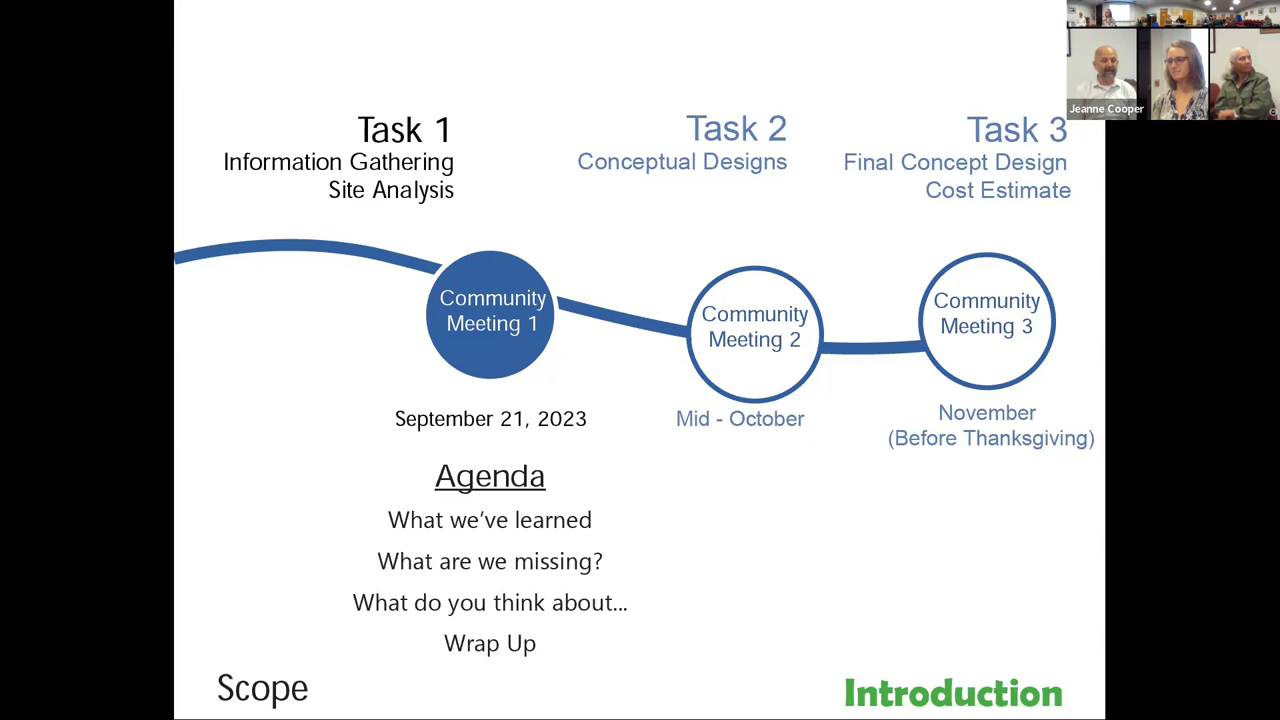 Jeanne Cooper
Task 1
Information Gathering
Site Analysis
Task 2
Conceptual Designs
Task 3
Final Concept Design
Cost Estimate
Community
Meeting 1
Community
Meeting 2
Community
Meeting 3
September 21, 2023
Mid - October
November
(Before Thanksgiving)
Agenda
What we've learned
What are we missing?
What do you think about...
Wrap Up
Scope
Introduction